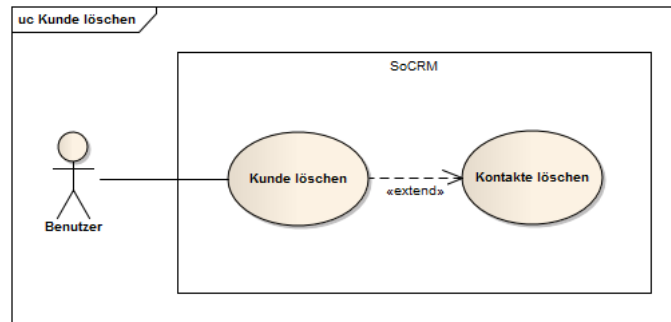 uc Kunde löschen
SoCRM
Kunde löschen
«extend»
Kontakte löschen
Benutzer